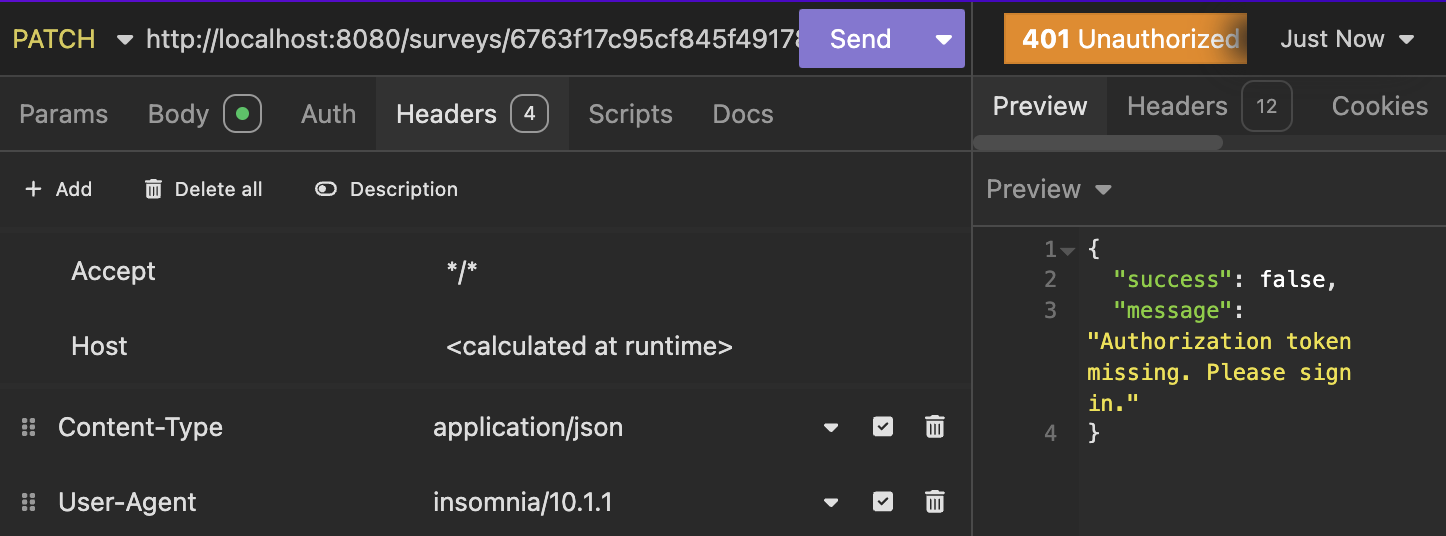 PATCH http://localhost:8080/surveys/6763f17c95cf845f4917 Send 401 Unauthorized Just Now
Params Body Auth Headers 4 Scripts Docs Preview Headers 12 Cookies
+ Add Delete all Description Preview
Accept */*
Host <calculated at runtime>
Content-Type application/json
User-Agent insomnia/10.1.1
1 {
2 "success": false,
3 "message":
"Authorization token
missing. Please sign
in."
4 }